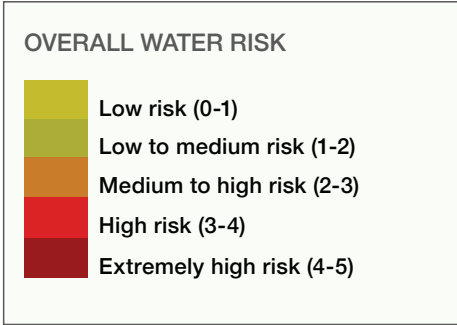 OVERALL WATER RISK
Low risk (0-1)
Low to medium risk (1-2)
Medium to high risk (2-3)
High risk (3-4)
Extremely high risk (4-5)